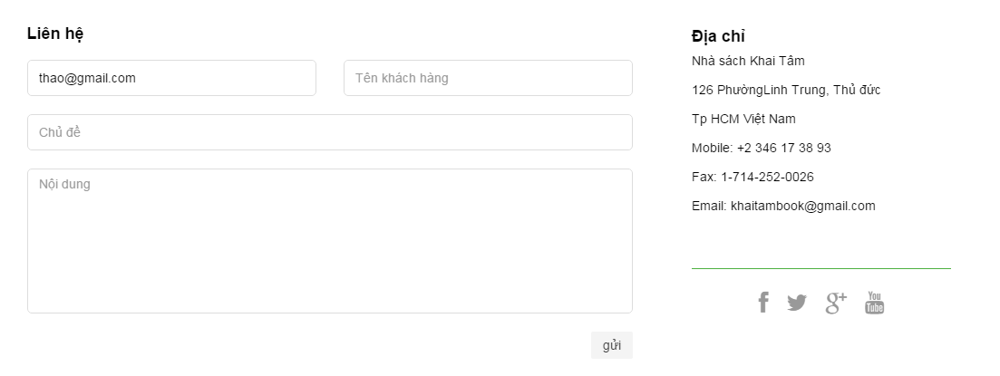 Liên hệ
thao@gmail.com
Tên khách hàng
Chủ đề
Nội dung
gửi
Địa chỉ
Nhà sách Khai Tâm
126 PhườngLinh Trung, Thủ đức
Tp HCM Việt Nam
Mobile: +2 346 17 38 93
Fax: 1-714-252-0026
Email: khaitambook@gmail.com
You
Tube